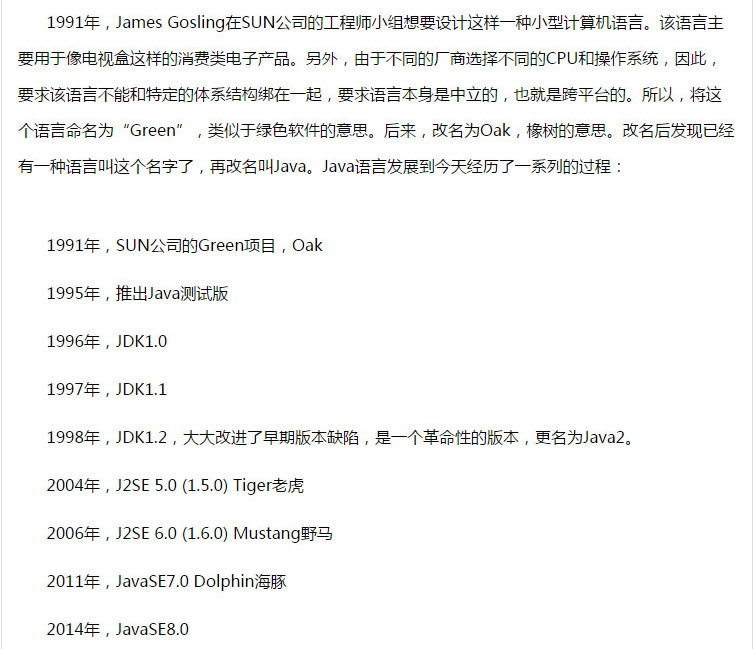 1991年，James Gosling在SUN公司的工程师小组想要设计这样一种小型计算机语言。该语言主
要用于像电视盒这样的消费类电子产品。另外，由于不同的厂商选择不同的CPU和操作系统，因此，
要求该语言不能和特定的体系结构绑在一起，要求语言本身是中立的，也就是跨平台的。所以，将这
个语言命名为“Green”，类似于绿色软件的意思。后来，改名为Oak，橡树的意思。改名后发现已经
有一种语言叫这个名字了，再改名叫Java。Java语言发展到今天经历了一系列的过程：
1991年，SUN公司的Green项目，Oak
1995年，推出Java测试版
1996年，JDK1.0
1997年，JDK1.1
1998年，JDK1.2，大大改进了早期版本缺陷，是一个革命性的版本，更名为Java2。
2004年，J2SE 5.0 (1.5.0) Tiger老虎
2006年，J2SE 6.0 (1.6.0) Mustang野马
2011年，JavaSE7.0 Dolphin海豚
2014年，JavaSE8.0